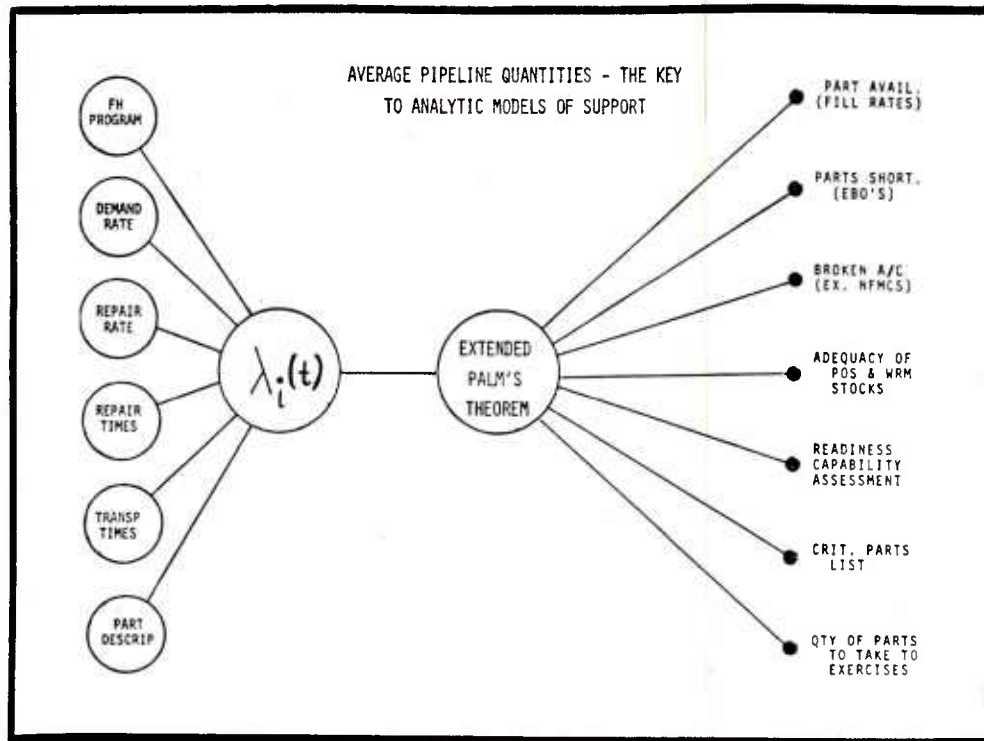 AVERAGE PIPELINE QUANTITIES - THE KEY
TO ANALYTIC MODELS OF SUPPORT
FH
PROGRAM
DEMAND
RATE
REPAIR
RATE
REPAIR
TIMES
TRANSP
TIMES
PART
DESCRIP
λi(t)
EXTENDED
PALM'S
THEOREM
PART AVAIL.
(FILL RATES)
PARTS SHORT.
(EBO'S)
BROKEN A/C
(EX. NFMCS)
ADEQUACY OF
POS & WRM
STOCKS
READINESS
CAPABILITY
ASSESSMENT
CRIT. PARTS
LIST
QTY OF PARTS
TO TAKE TO
EXERCISES